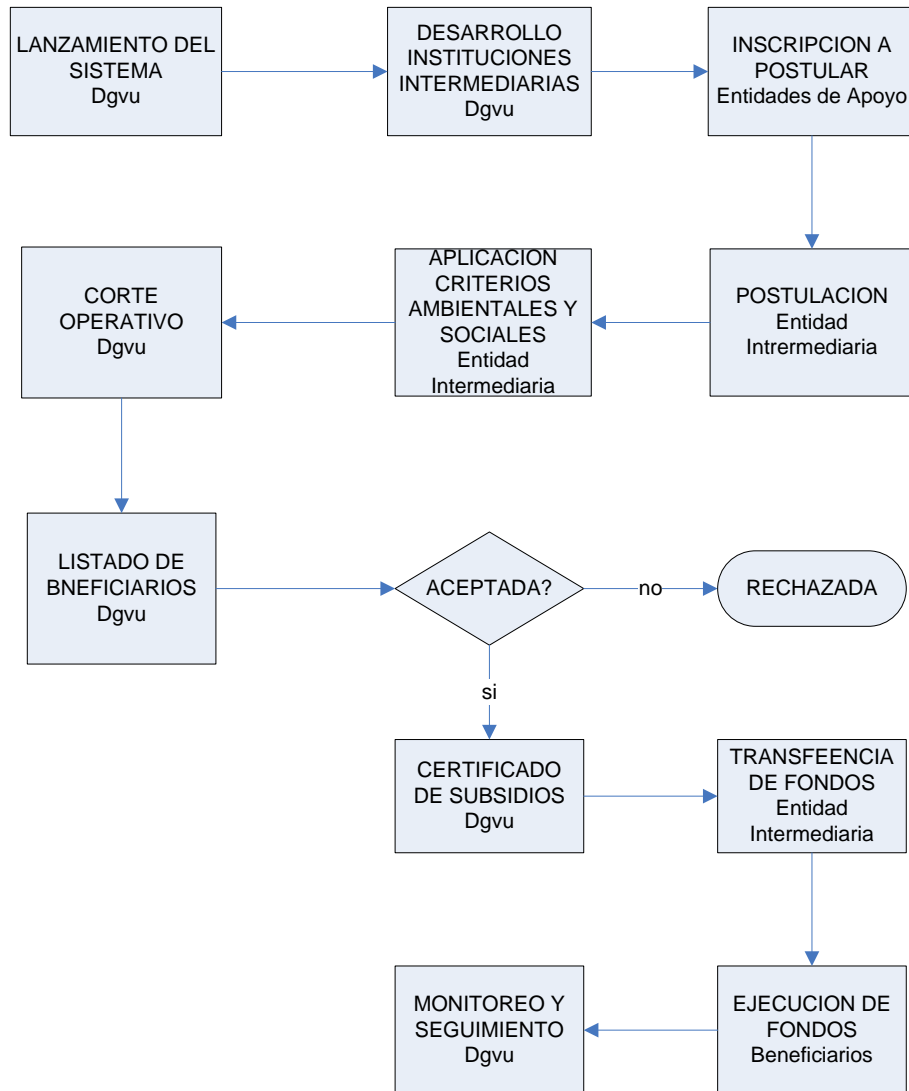 LANZAMIENTO DEL
SISTEMA
Dgvu
DESARROLLO
INSTITUCIONES
INTERMEDIARIAS
Dgvu
INSCRIPCION A
POSTULAR
Entidades de Apoyo
POSTULACION
Entidad
Intrermediaria
APLICACION
CRITERIOS
AMBIENTALES Y
SOCIALES
Entidad
Intermediaria
CORTE
OPERATIVO
Dgvu
LISTADO DE
BNEFICIARIOS
Dgvu
ACEPTADA?
no
RECHAZADA
si
CERTIFICADO
DE SUBSIDIOS
Dgvu
TRANSFEENCIA
DE FONDOS
Entidad
Intermediaria
EJECUCION DE
FONDOS
Beneficiarios
MONITOREO Y
SEGUIMIENTO
Dgvu